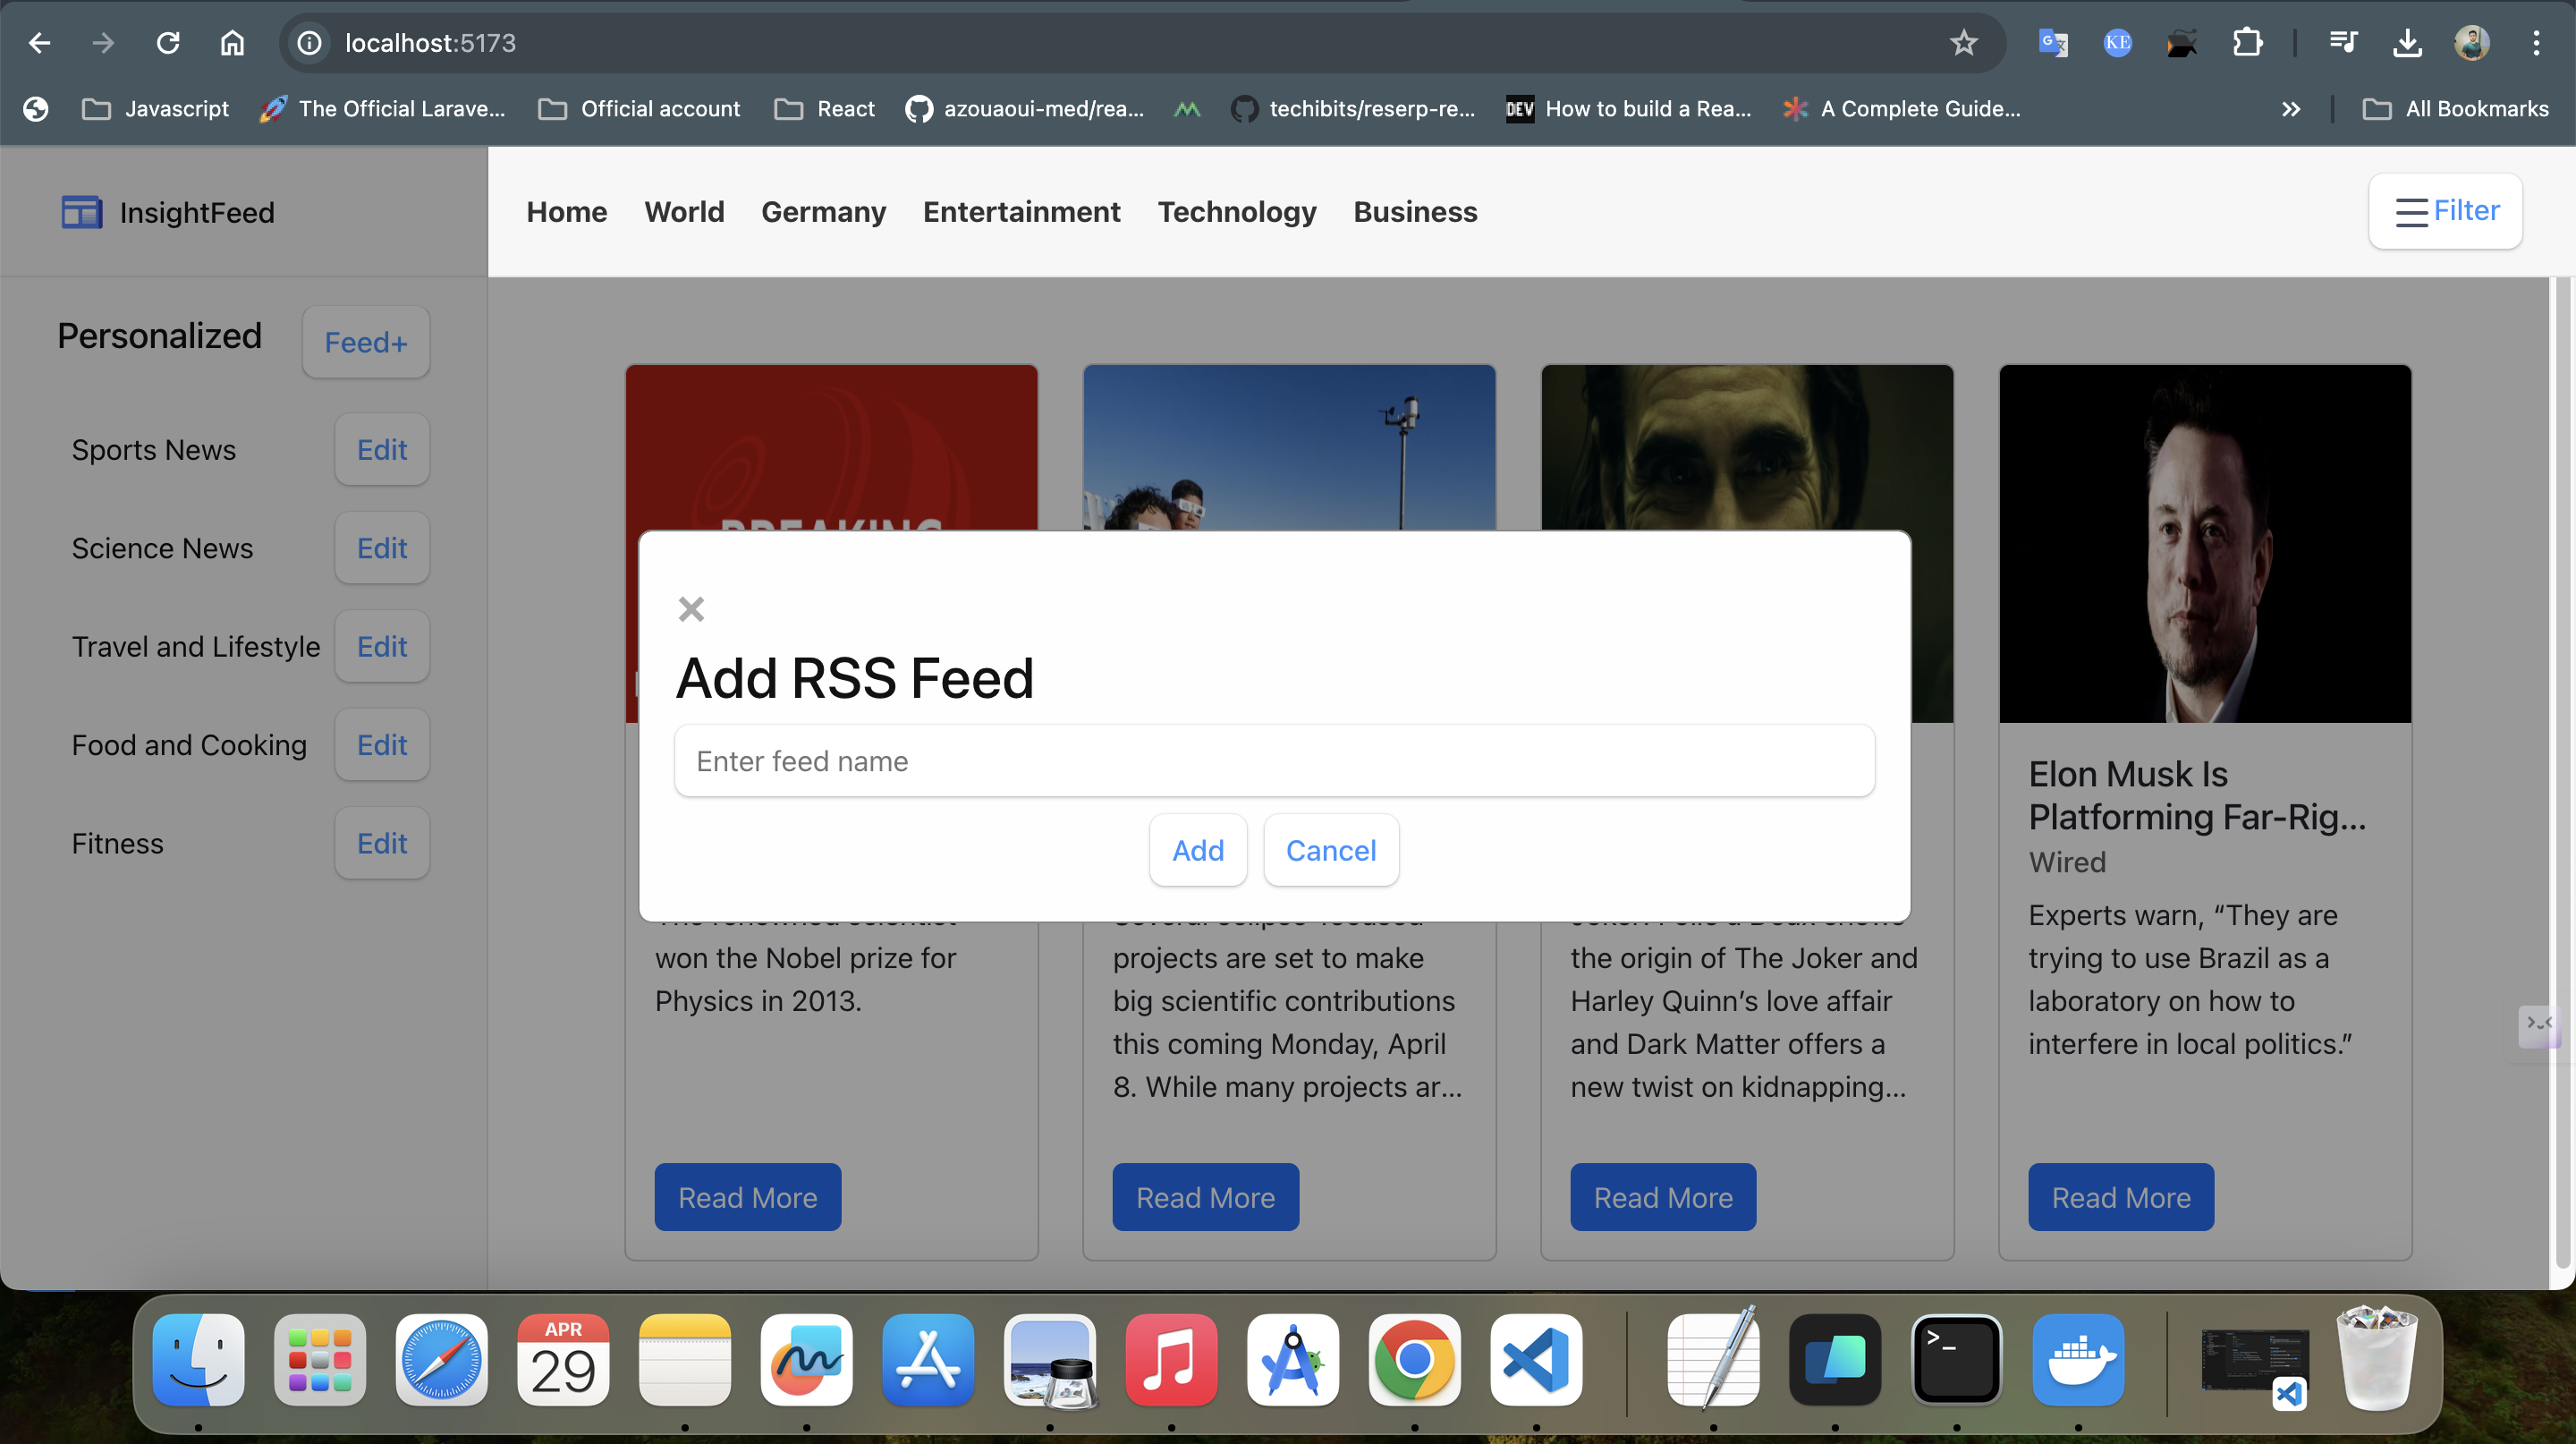 localhost:5173
Javascript
The Official Larave...
Official account
React
azouaoui-med/rea...
techibits/reserp-re...
DEV
How to build a Rea...
A Complete Guide...
All Bookmarks
KE
InsightFeed
Home
World
Germany
Entertainment
Technology
Business
Filter
Personalized
Feed+
Sports News
Edit
Science News
Edit
Travel and Lifestyle
Edit
Food and Cooking
Edit
Fitness
Edit
Add RSS Feed
Enter feed name
Add
Cancel
won the Nobel prize for
Physics in 2013.
Read More
projects are set to make
big scientific contributions
this coming Monday, April
8. While many projects ar...
Read More
the origin of The Joker and
Harley Quinn’s love affair
and Dark Matter offers a
new twist on kidnapping...
Read More
Elon Musk Is
Platforming Far-Rig...
Wired
Experts warn, “They are
trying to use Brazil as a
laboratory on how to
interfere in local politics.”
Read More
APR
29